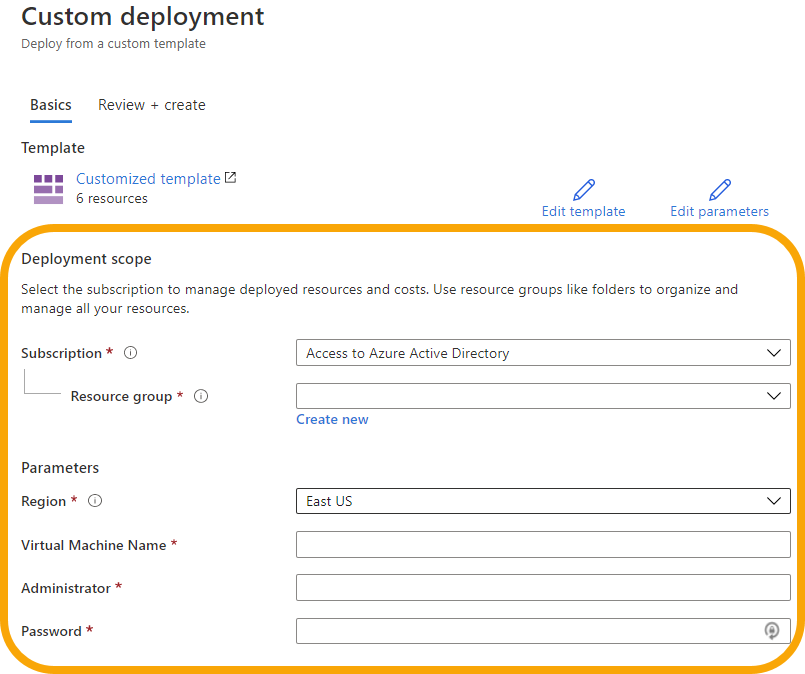 Custom deployment
Deploy from a custom template
Basics
Review + create
Template
Customized template
6 resources
Edit template
Edit parameters
Deployment scope
Select the subscription to manage deployed resources and costs. Use resource groups like folders to organize and
manage all your resources.
Subscription *
Access to Azure Active Directory
Resource group *
Create new
Parameters
Region *
East US
Virtual Machine Name *
Administrator *
Password *